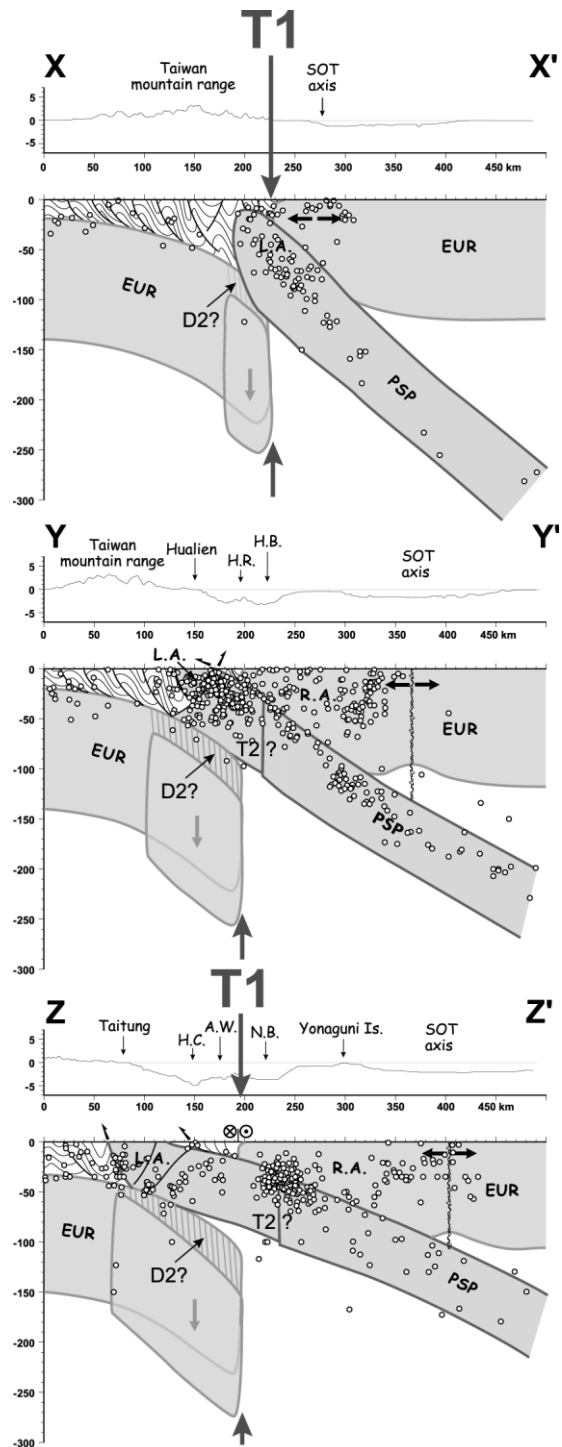 T1
X X'
Taiwan
mountain range
SOT
axis
5
0
-5
0 50 100 150 200 250 300 350 400 450 km
0
-50
-100
-150
-200
-250
-300
L.A.
EUR
EUR
D2?
PSP
Y Y'
Taiwan
mountain range
Hualien
H.R.
H.B.
SOT
axis
5
0
-5
0 50 100 150 200 250 300 350 400 450 km
L.A.
0
-50
-100
-150
-200
-250
-300
R.A.
EUR
T2 ?
EUR
D2?
PSP
T1
Z Z'
Taitung
H.C.
A.W.
N.B.
Yonaguni Is.
SOT
axis
5
0
-5
0 50 100 150 200 250 300 350 400 450 km
0
-50
-100
-150
-200
-250
-300
L.A.
R.A.
EUR
T2 ?
EUR
D2?
PSP